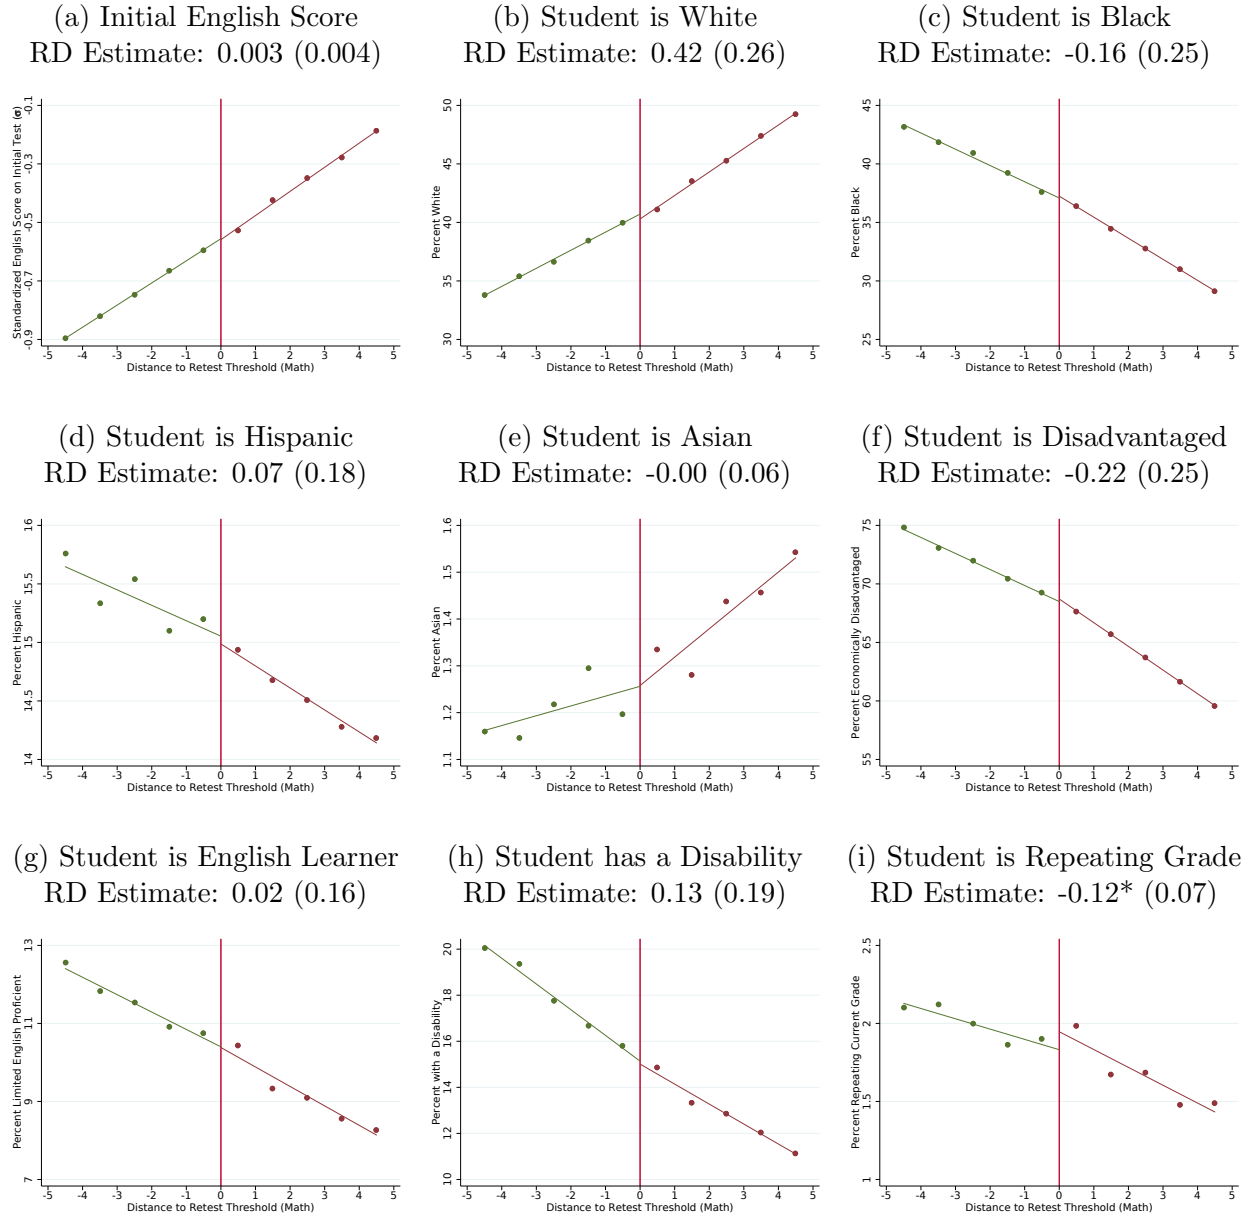 (a) Initial English Score
RD Estimate: 0.003 (0.004)
Standardized English Score on Initial Test (σ)
-0.1
-0.3
-0.5
-0.7
-0.9
-5 -4 -3 -2 -1 0 1 2 3 4 5
Distance to Retest Threshold (Math)
(b) Student is White
RD Estimate: 0.42 (0.26)
Percent White
50
45
40
35
30
-5 -4 -3 -2 -1 0 1 2 3 4 5
Distance to Retest Threshold (Math)
(c) Student is Black
RD Estimate: -0.16 (0.25)
Percent Black
45
40
35
30
25
-5 -4 -3 -2 -1 0 1 2 3 4 5
Distance to Retest Threshold (Math)
(d) Student is Hispanic
RD Estimate: 0.07 (0.18)
Percent Hispanic
16
15.5
15
14.5
14
-5 -4 -3 -2 -1 0 1 2 3 4 5
Distance to Retest Threshold (Math)
(e) Student is Asian
RD Estimate: -0.00 (0.06)
Percent Asian
1.6
1.5
1.4
1.3
1.2
1.1
-5 -4 -3 -2 -1 0 1 2 3 4 5
Distance to Retest Threshold (Math)
(f) Student is Disadvantaged
RD Estimate: -0.22 (0.25)
Percent Economically Disadvantaged
75
70
65
60
55
-5 -4 -3 -2 -1 0 1 2 3 4 5
Distance to Retest Threshold (Math)
(g) Student is English Learner
RD Estimate: 0.02 (0.16)
Percent Limited English Proficient
13
11
9
7
-5 -4 -3 -2 -1 0 1 2 3 4 5
Distance to Retest Threshold (Math)
(h) Student has a Disability
RD Estimate: 0.13 (0.19)
Percent with a Disability
20
18
16
14
12
10
-5 -4 -3 -2 -1 0 1 2 3 4 5
Distance to Retest Threshold (Math)
(i) Student is Repeating Grade
RD Estimate: -0.12* (0.07)
Percent Repeating Current Grade
2.5
2
1.5
1
-5 -4 -3 -2 -1 0 1 2 3 4 5
Distance to Retest Threshold (Math)